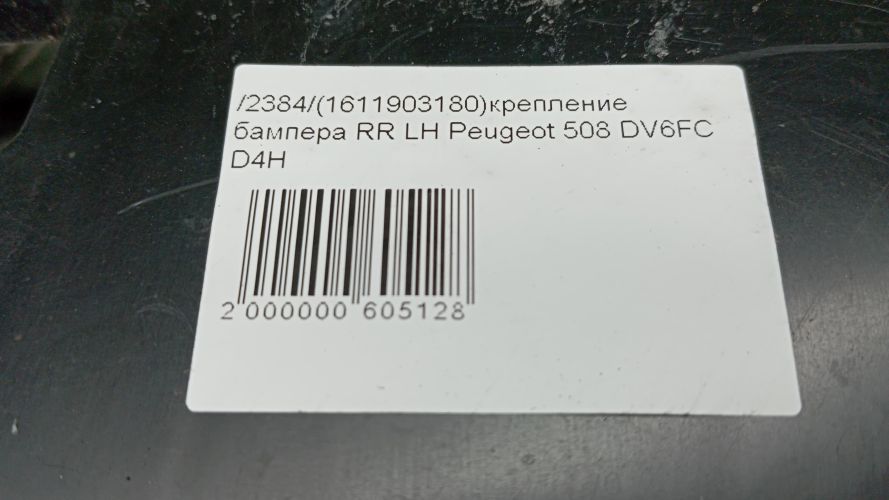 /2384/(1611903180)крепление
бампера RR LH Peugeot 508 DV6FC
D4H
2 000000 605128